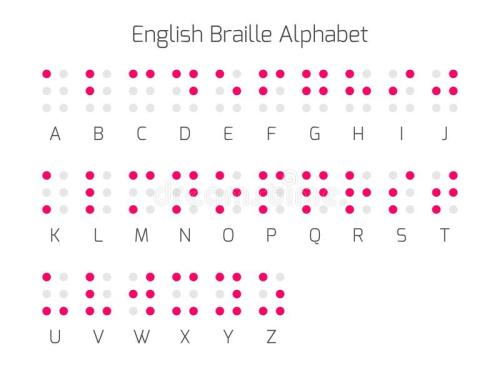 English Braille Alphabet
A B C D E F G H I J
K L M N O P Q R S T
U V W X Y Z